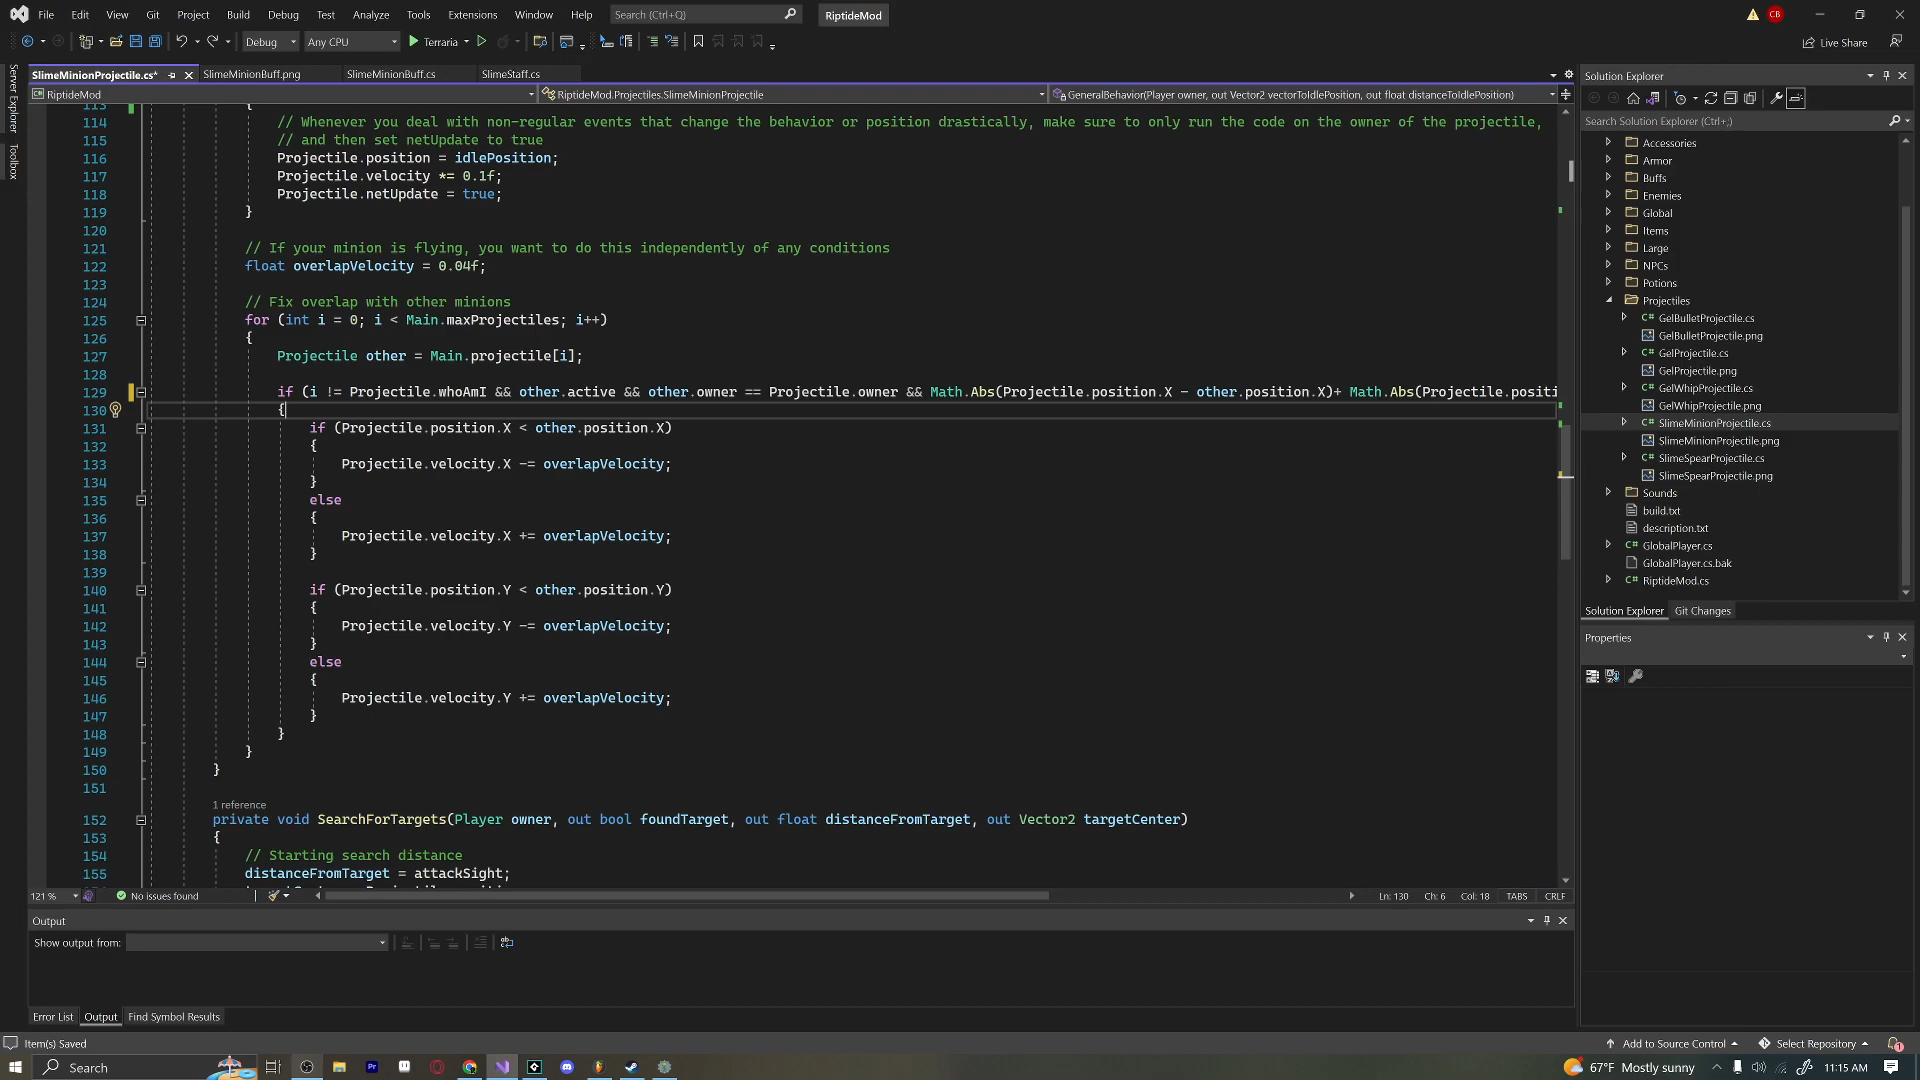 File Edit View Git Project Build Debug Test Analyze Tools Extensions Window Help Search (Ctrl+Q) RiptideMod CB
Debug Any CPU Terraria Live Share
SlimeMinionProjectile.cs* SlimeMinionBuff.png SlimeMinionBuff.cs SlimeStaff.cs
RiptideMod RiptideMod.Projectiles.SlimeMinionProjectile GeneralBehavior(Player owner, out Vector2 vectorToIdlePosition, out float distanceToIdlePosition)
Server Explorer
Toolbox
113 {
114 // Whenever you deal with non-regular events that change the behavior or position drastically, make sure to only run the code on the owner of the projectile,
115 // and then set netUpdate to true
116 Projectile.position = idlePosition;
117 Projectile.velocity *= 0.1f;
118 Projectile.netUpdate = true;
119 }
120
121 // If your minion is flying, you want to do this independently of any conditions
122 float overlapVelocity = 0.04f;
123
124 // Fix overlap with other minions
125 for (int i = 0; i < Main.maxProjectiles; i++)
126 {
127 Projectile other = Main.projectile[i];
128
129 if (i != Projectile.whoAmI && other.active && other.owner == Projectile.owner && Math.Abs(Projectile.position.X - other.position.X)+ Math.Abs(Projectile.positi
130 {
131 if (Projectile.position.X < other.position.X)
132 {
133 Projectile.velocity.X -= overlapVelocity;
134 }
135 else
136 {
137 Projectile.velocity.X += overlapVelocity;
138 }
139
140 if (Projectile.position.Y < other.position.Y)
141 {
142 Projectile.velocity.Y -= overlapVelocity;
143 }
144 else
145 {
146 Projectile.velocity.Y += overlapVelocity;
147 }
148 }
149 }
150 }
151
1 reference
152 private void SearchForTargets(Player owner, out bool foundTarget, out float distanceFromTarget, out Vector2 targetCenter)
153 {
154 // Starting search distance
155 distanceFromTarget = attackSight;
121 % No issues found Ln: 130 Ch: 6 Col: 18 TABS CRLF
Output
Show output from:
Error List Output Find Symbol Results
Solution Explorer
Search Solution Explorer (Ctrl+;)
Accessories
Armor
Buffs
Enemies
Global
Items
Large
NPCs
Potions
Projectiles
C# GelBulletProjectile.cs
GelBulletProjectile.png
C# GelProjectile.cs
GelProjectile.png
C# GelWhipProjectile.cs
GelWhipProjectile.png
C# SlimeMinionProjectile.cs
SlimeMinionProjectile.png
C# SlimeSpearProjectile.cs
SlimeSpearProjectile.png
Sounds
build.txt
description.txt
C# GlobalPlayer.cs
GlobalPlayer.cs.bak
C# RiptideMod.cs
Solution Explorer Git Changes
Properties
Item(s) Saved Add to Source Control Select Repository 1
Search 67°F Mostly sunny 11:15 AM